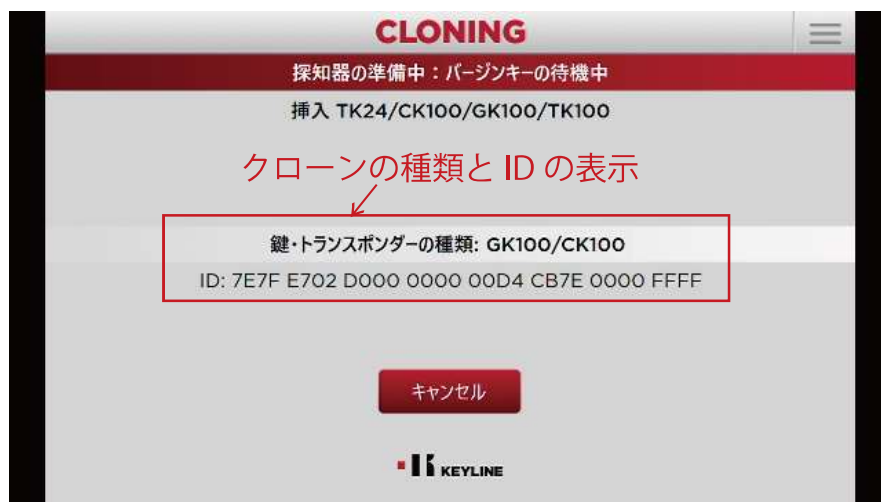 CLONING
探知器の準備中：バージンキーの待機中
挿入 TK24/CK100/GK100/TK100
クローンの種類と ID の表示
鍵・トランスポンダーの種類: GK100/CK100
ID: 7E7F E702 D000 0000 00D4 CB7E 0000 FFFF
キャンセル
KEYLINE